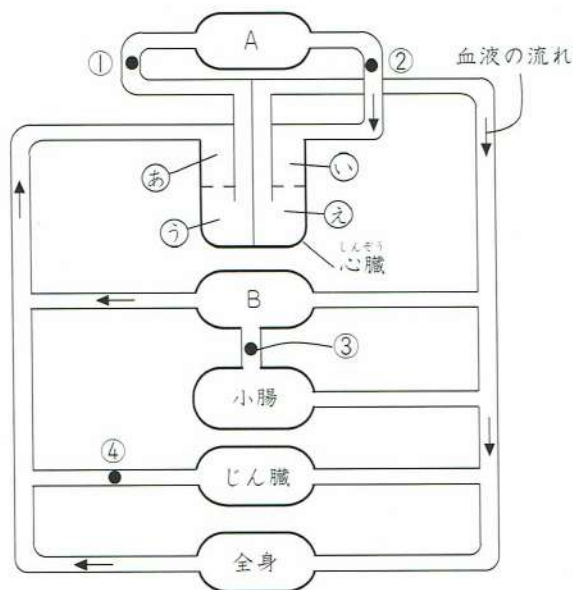 A
①
②
血液の流れ
あ
い
う
え
しんぞう
心臓
B
③
小腸
④
じん臓
全身